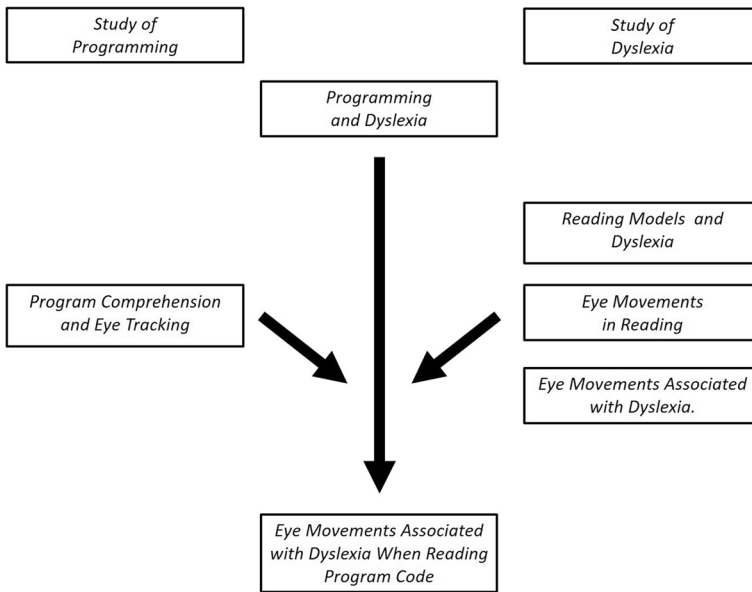 Study of
Programming
Study of
Dyslexia
Programming
and Dyslexia
Reading Models and
Dyslexia
Program Comprehension
and Eye Tracking
Eye Movements
in Reading
Eye Movements Associated
with Dyslexia.
Eye Movements Associated
with Dyslexia When Reading
Program Code